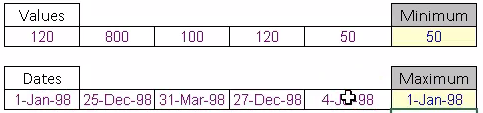 Values Minimum
120 800 100 120 50 50
Dates Maximum
1-Jan-98 25-Dec-98 31-Mar-98 27-Dec-98 1-Jan-98